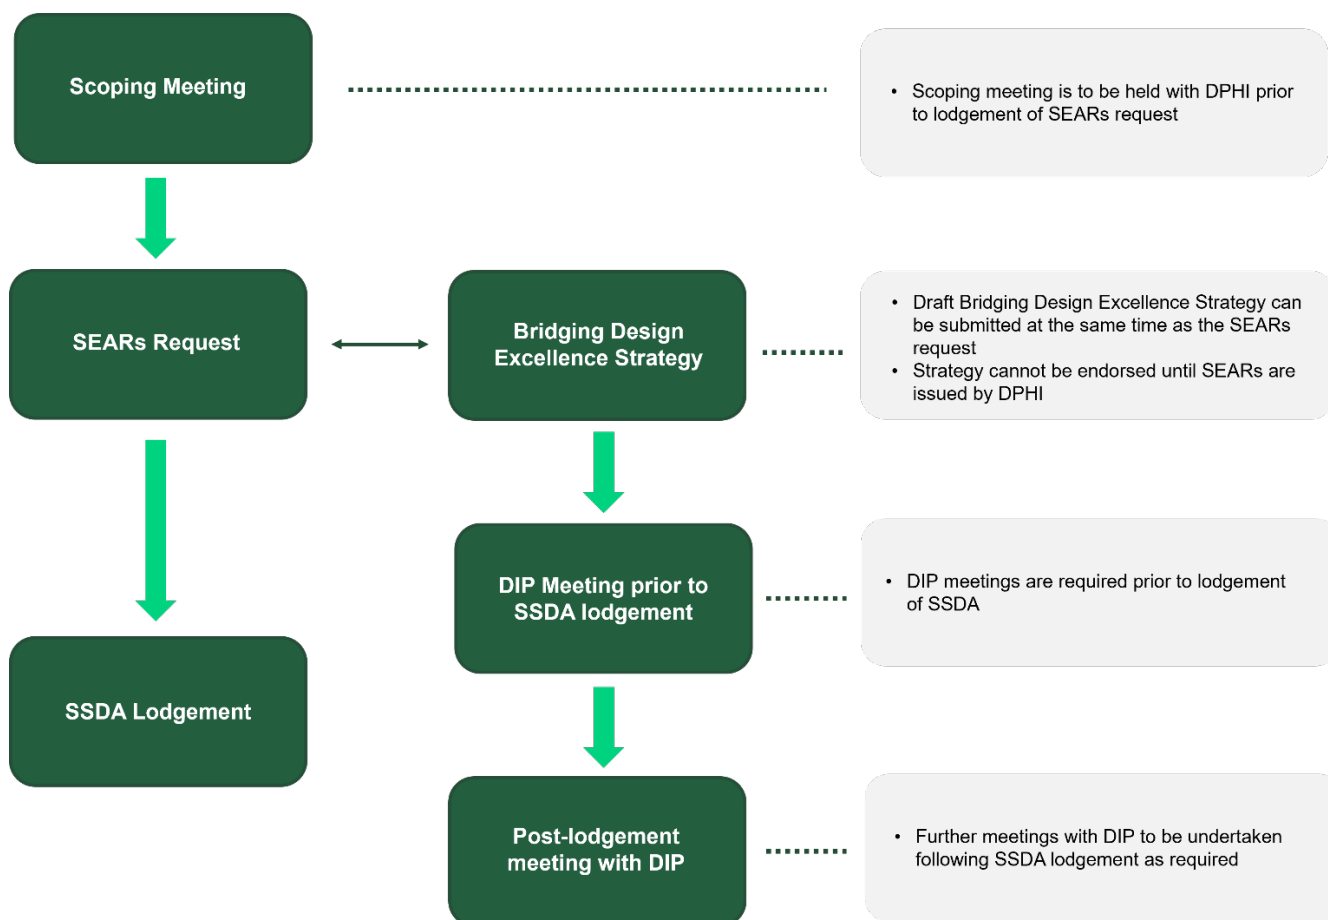 Scoping Meeting
• Scoping meeting is to be held with DPHI prior
to lodgement of SEARs request
SEARs Request
Bridging Design
Excellence Strategy
• Draft Bridging Design Excellence Strategy can
be submitted at the same time as the SEARs
request
• Strategy cannot be endorsed until SEARs are
issued by DPHI
DIP Meeting prior to
SSDA lodgement
• DIP meetings are required prior to lodgement
of SSDA
SSDA Lodgement
Post-lodgement
meeting with DIP
• Further meetings with DIP to be undertaken
following SSDA lodgement as required